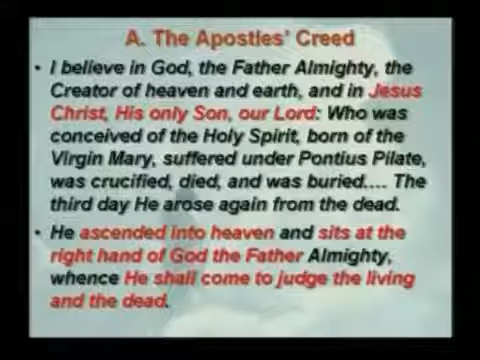 A. The Apostles' Creed
• I believe in God, the Father Almighty, the
Creator of heaven and earth, and in Jesus
Christ, His only Son, our Lord: Who was
conceived of the Holy Spirit, born of the
Virgin Mary, suffered under Pontius Pilate,
was crucified, died, and was buried.... The
third day He arose again from the dead.
• He ascended into heaven and sits at the
right hand of God the Father Almighty,
whence He shall come to judge the living
and the dead.